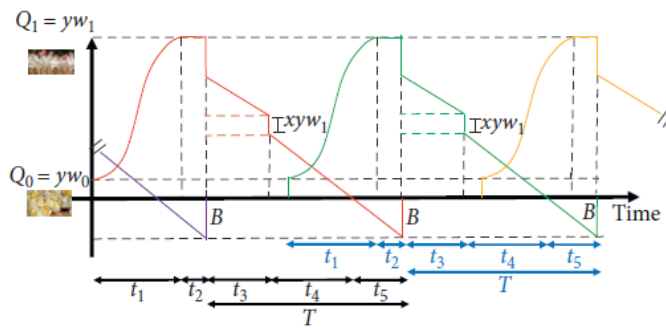 Q₁ = yw₁
xyw₁
xyw₁
Q₀ = yw₀
B
B
B
Time
t₁ t₂ t₃ t₄ t₅
t₁ t₂ t₃ t₄ t₅
T
T